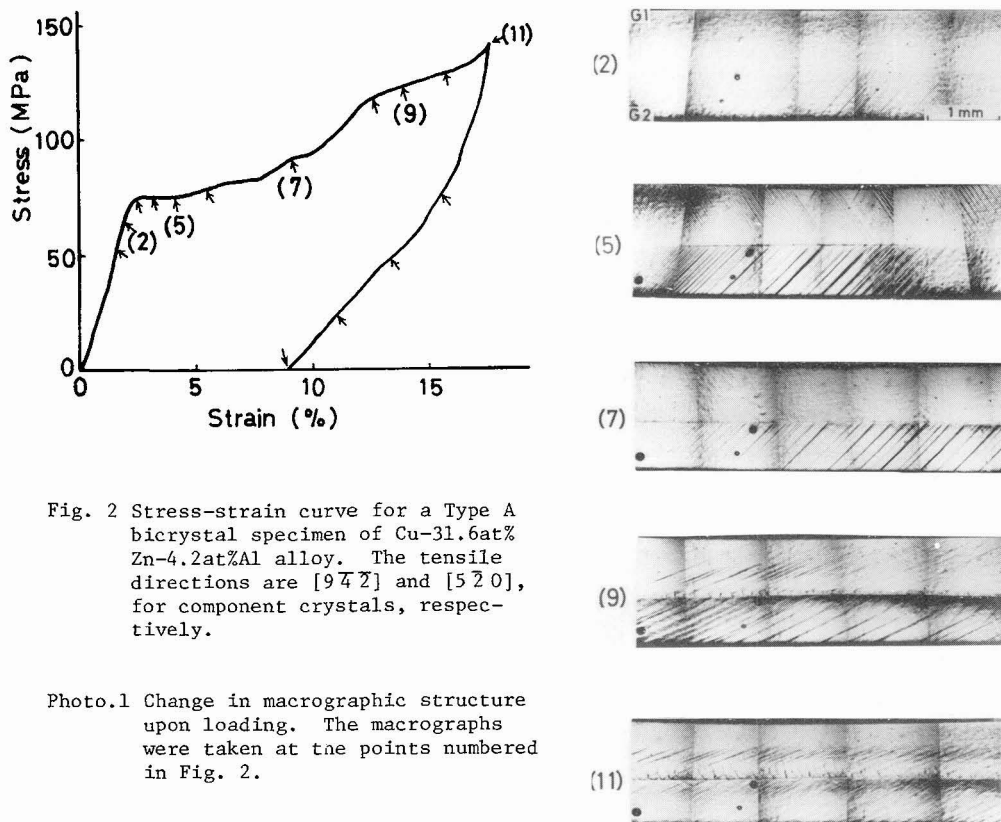 150
100
50
0
Stress (MPa)
0 5 10 15
Strain (%)
(2)
(5)
(7)
(9)
(11)
Fig. 2 Stress-strain curve for a Type A
bicrystal specimen of Cu-31.6at%
Zn-4.2at%Al alloy. The tensile
directions are [9 4̅ 2̅] and [5 2̅ 0],
for component crystals, respec-
tively.
Photo.1 Change in macrographic structure
upon loading. The macrographs
were taken at the points numbered
in Fig. 2.
(2)
G1
G2
1 mm
(5)
(7)
(9)
(11)